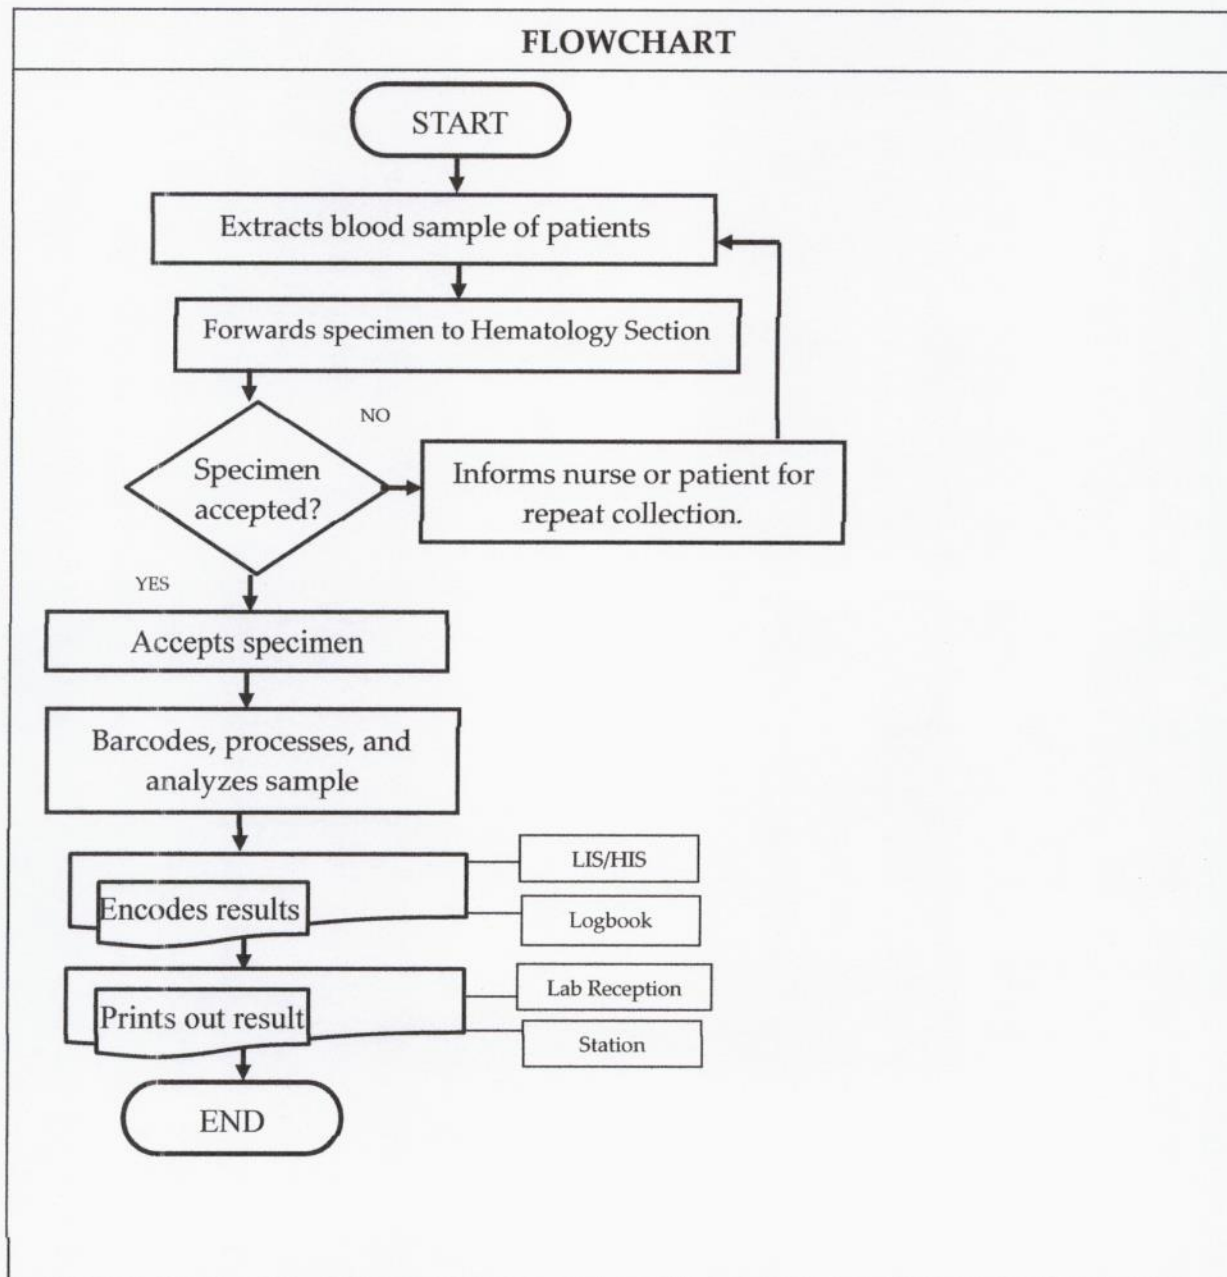 FLOWCHART
START
Extracts blood sample of patients
Forwards specimen to Hematology Section
NO
Specimen
accepted?
Informs nurse or patient for
repeat collection.
YES
Accepts specimen
Barcodes, processes, and
analyzes sample
LIS/HIS
Encodes results
Logbook
Lab Reception
Prints out result
Station
END